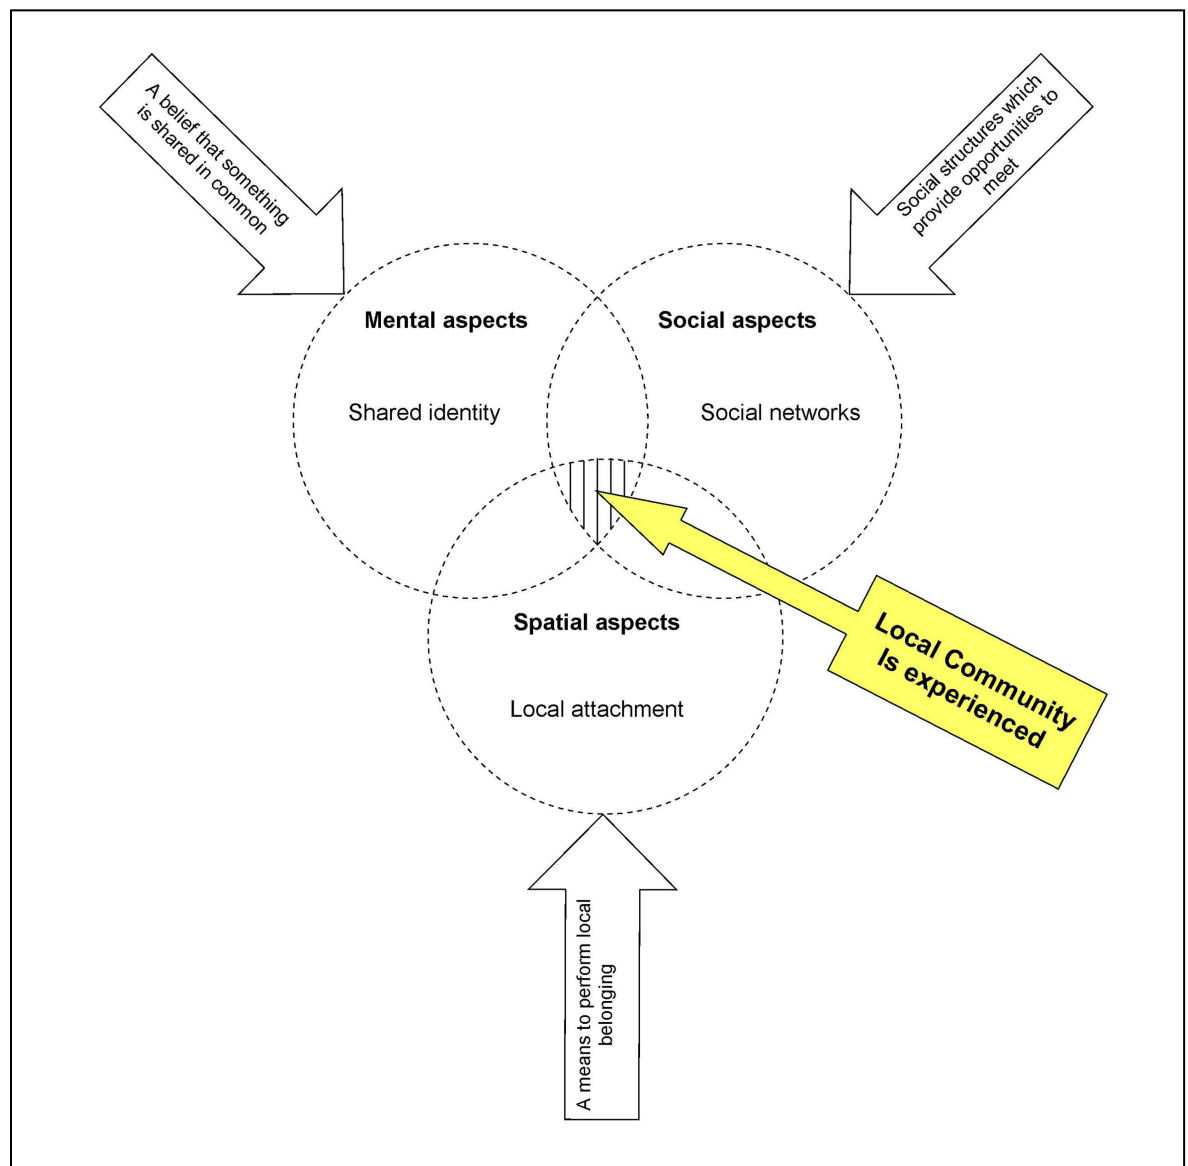 A belief that something
is shared in common
Social structures which
provide opportunities to
meet
Mental aspects
Social aspects
Shared identity
Social networks
Spatial aspects
Local attachment
Local Community
Is experienced
A means to perform local
belonging